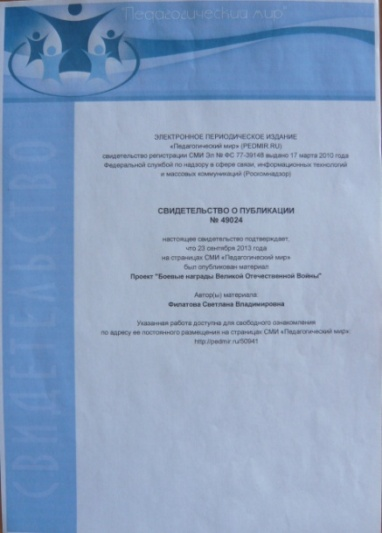 "Педагогический мир"
СВИДЕТЕЛЬСТВО
ЭЛЕКТРОННОЕ ПЕРИОДИЧЕСКОЕ ИЗДАНИЕ
«Педагогический мир» (PEDMIR.RU)
свидетельство регистрации СМИ Эл № ФС 77-39148 выдано 17 марта 2010 года
Федеральной службой по надзору в сфере связи, информационных технологий
и массовых коммуникаций (Роскомнадзор)
СВИДЕТЕЛЬСТВО О ПУБЛИКАЦИИ
№ 49024
настоящее свидетельство подтверждает,
что 23 сентября 2013 года
на страницах СМИ «Педагогический мир»
был опубликован материал
Проект "Боевые награды Великой Отечественной Войны"
Автор(ы) материала:
Филатова Светлана Владимировна
Указанная работа доступна для свободного ознакомления
по адресу ее постоянного размещения на страницах СМИ «Педагогический мир»:
http://pedmir.ru/50941